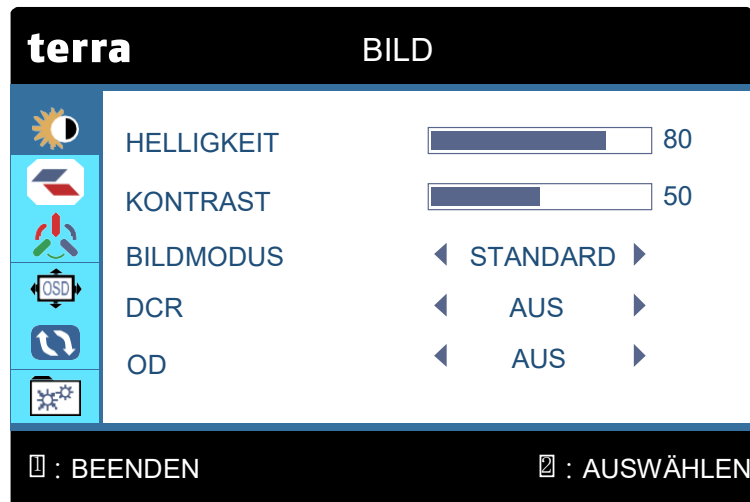 terra BILD
HELLIGKEIT 80
KONTRAST 50
BILDMODUS STANDARD
DCR AUS
OSD
OD AUS
1 : BEENDEN 2 : AUSWÄHLEN